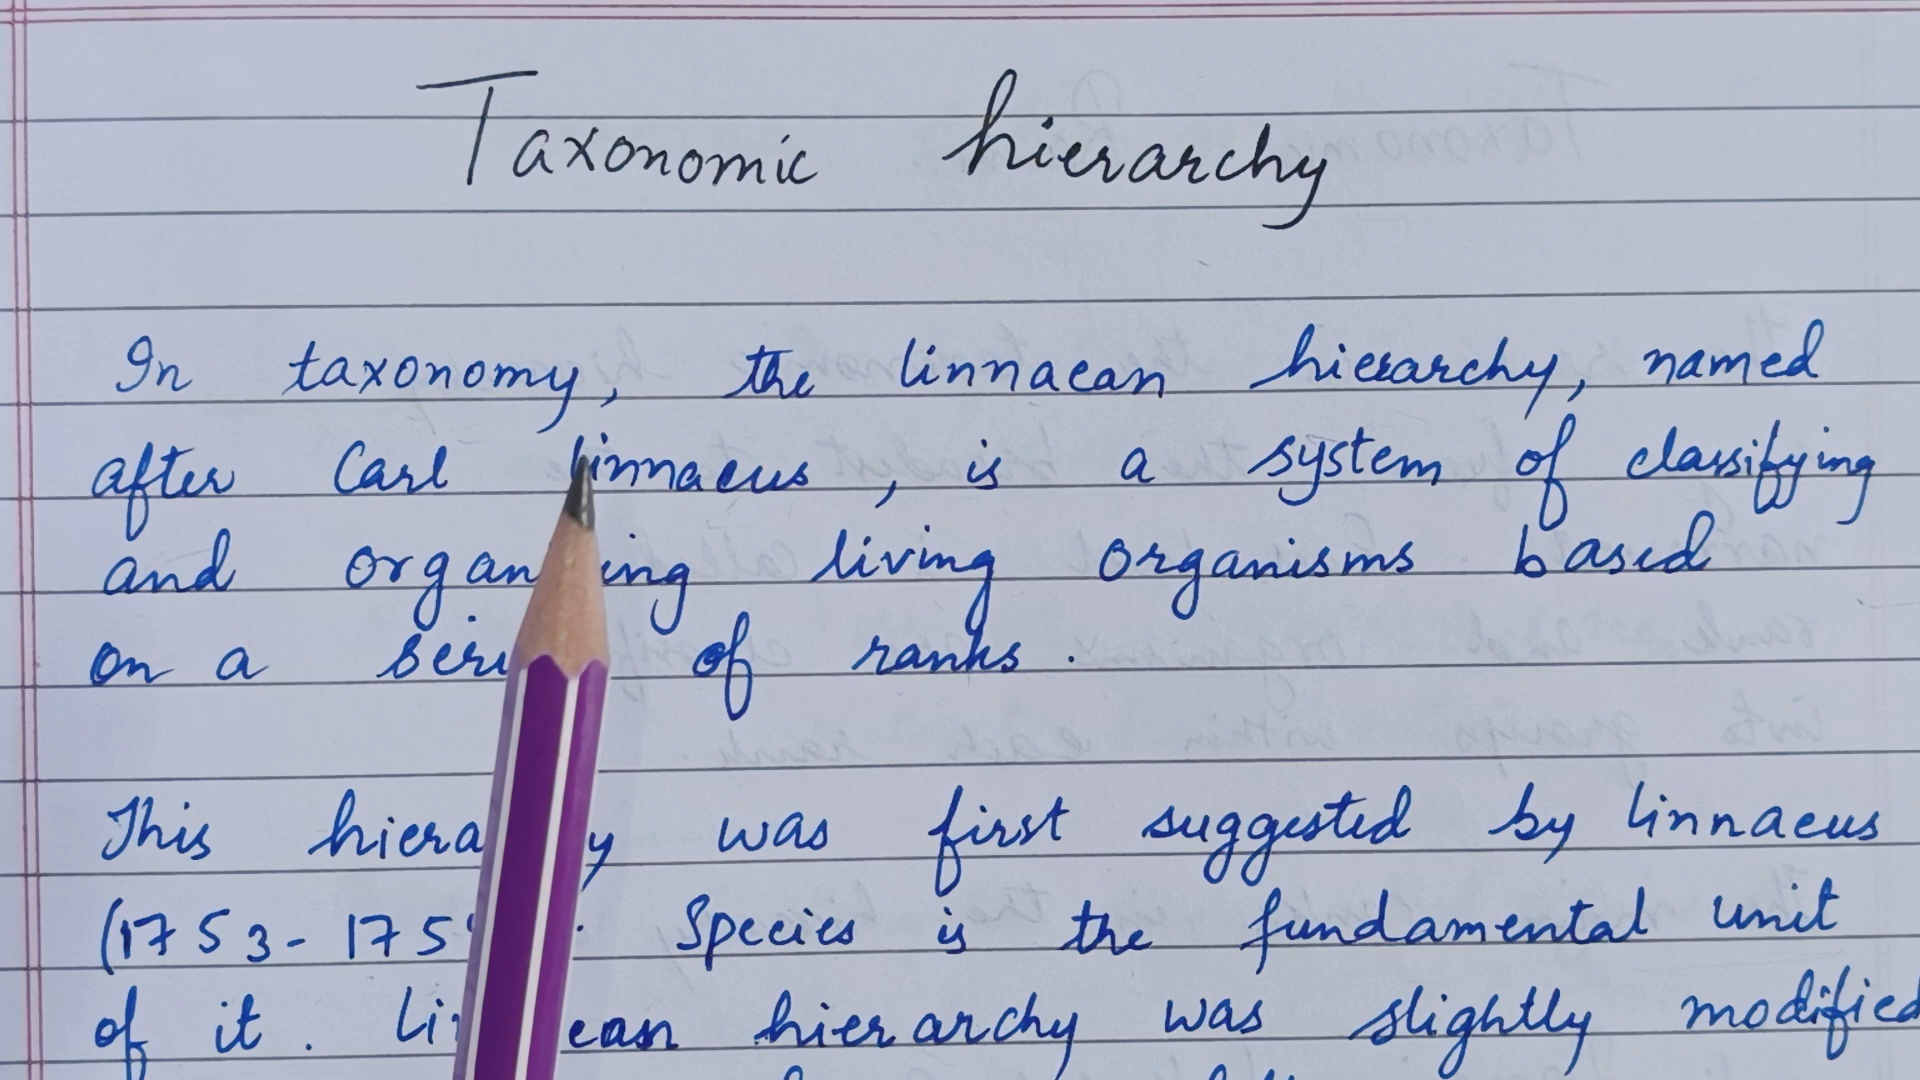 Taxonomic hierarchy
In taxonomy, the linnaean hierarchy, named
after Carl linnaeus, is a system of classifying
and living organisms based
on a of ranks.
This was first suggested by linnaeus
(1753- Species is the fundamental unit
of it. hierarchy was slightly modified